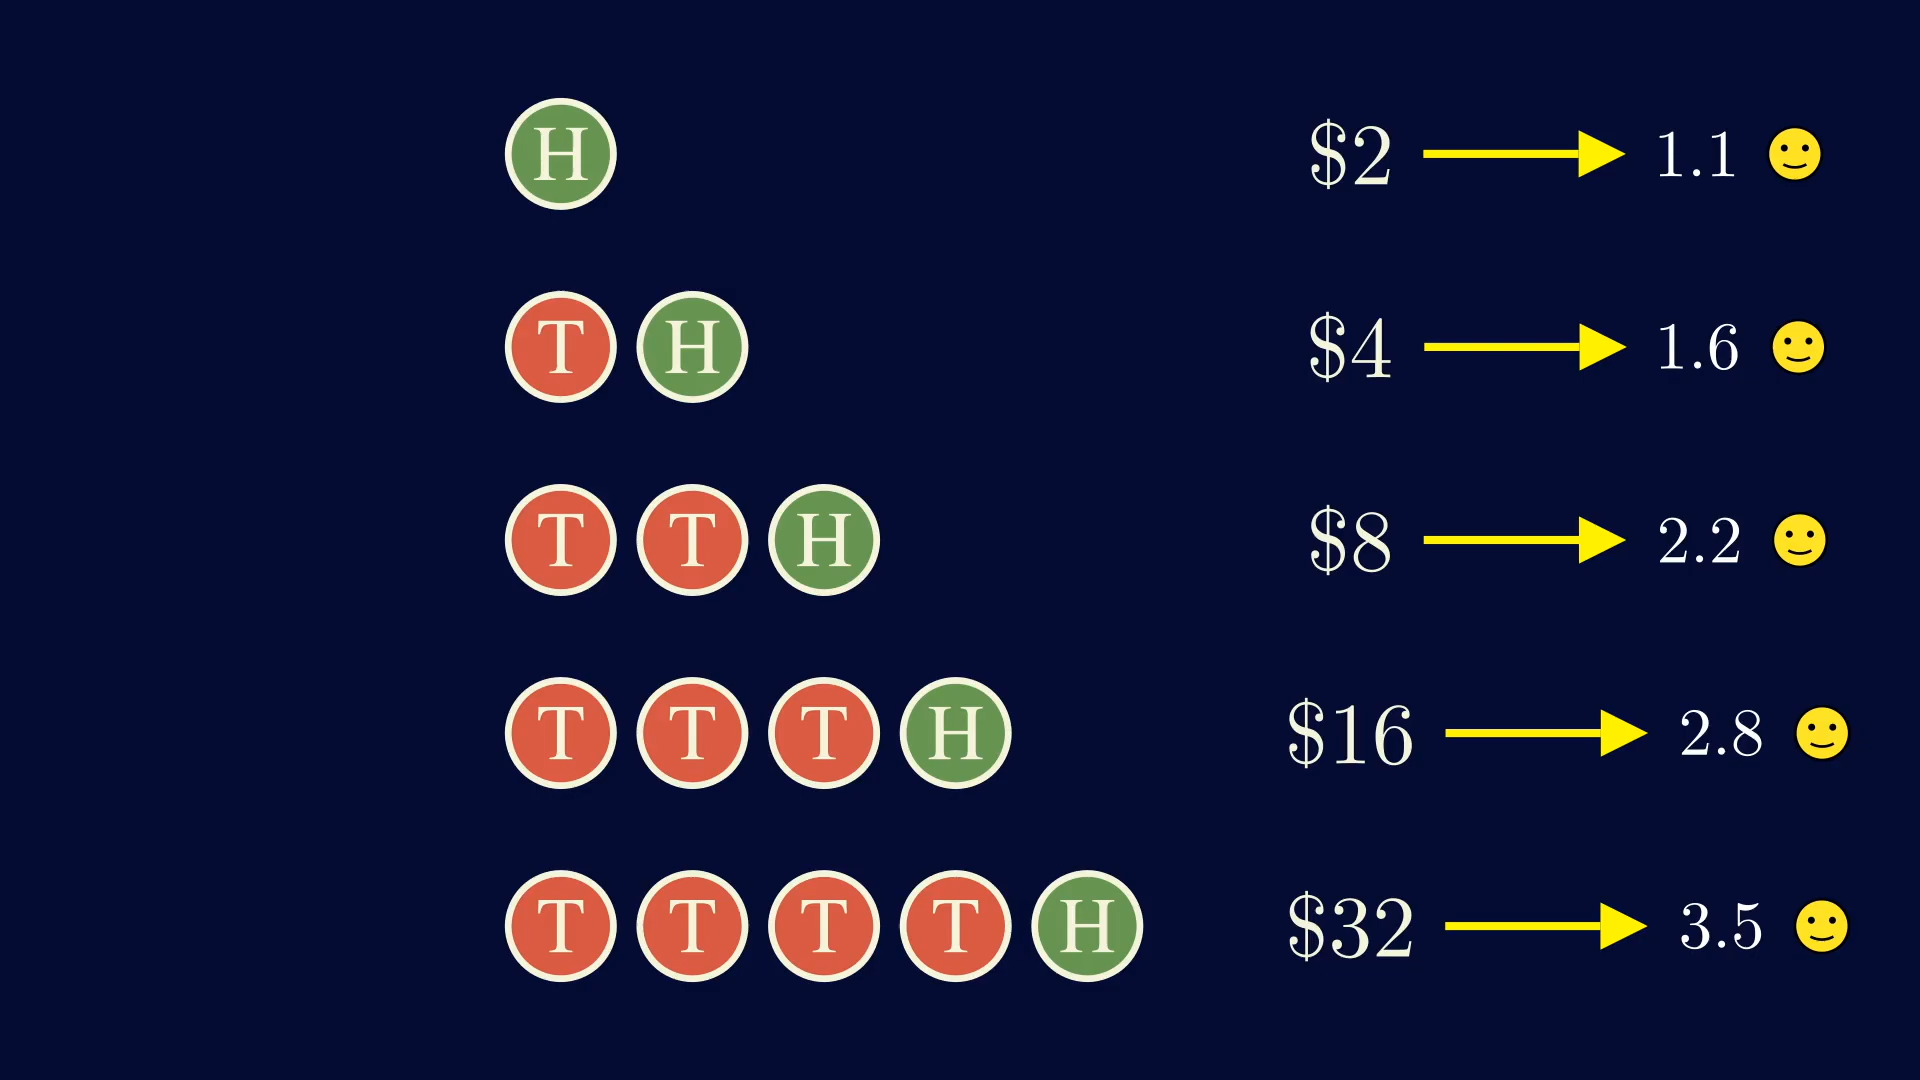 H $2 1.1
T H $4 1.6
T T H $8 2.2
T T T H $16 2.8
T T T T H $32 3.5